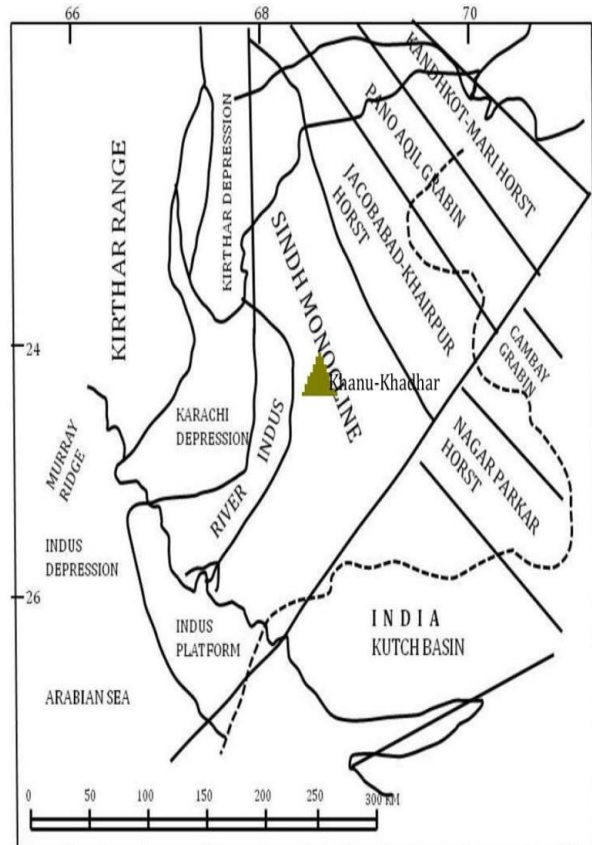 66
68
70
KANDHKOT-MARI HORST
PANO AQIL GRABIN
JACOBABAD-KHAIRPUR
HORST
KIRTHAR DEPRESSION
KIRTHAR RANGE
SINDH MONOCLINE
24
CAMBAY
GRABIN
Khanu-Khadhar
KARACHI
DEPRESSION
RIVER INDUS
NAGAR PARKAR
HORST
MURRAY
RIDGE
INDUS
DEPRESSION
26
INDUS
PLATFORM
INDIA
KUTCH BASIN
ARABIAN SEA
0 50 100 150 200 250 300 KM